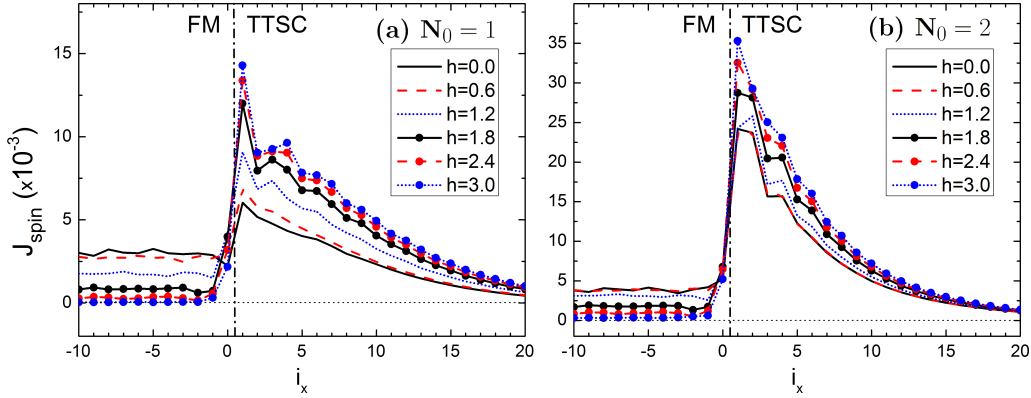 FM TTSC (a) N₀ = 1
h=0.0
h=0.6
h=1.2
h=1.8
h=2.4
h=3.0
J_spin (x10⁻³)
15
10
5
0
-10 -5 0 5 10 15 20
i_x
FM TTSC (b) N₀ = 2
h=0.0
h=0.6
h=1.2
h=1.8
h=2.4
h=3.0
35
30
25
20
15
10
5
0
-10 -5 0 5 10 15 20
i_x